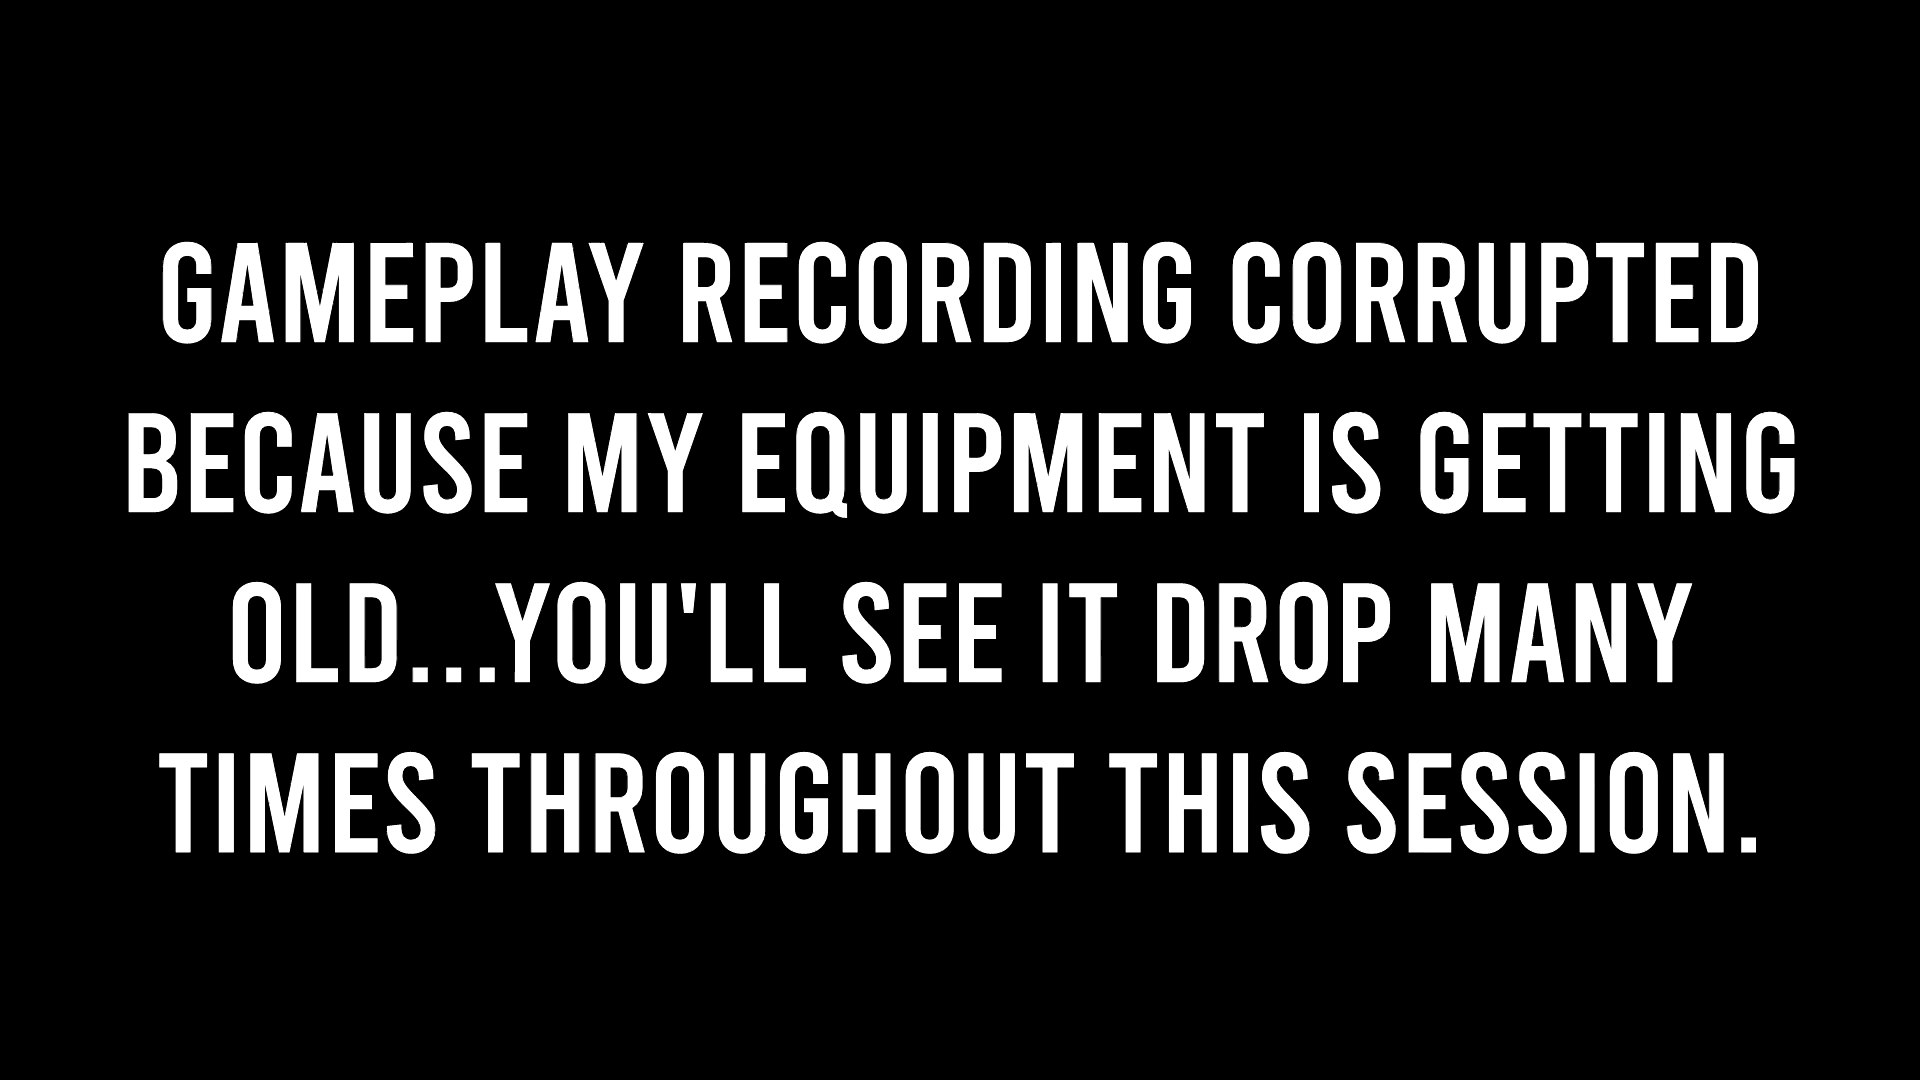 GAMEPLAY RECORDING CORRUPTED
BECAUSE MY EQUIPMENT IS GETTING
OLD...YOU'LL SEE IT DROP MANY
TIMES THROUGHOUT THIS SESSION.